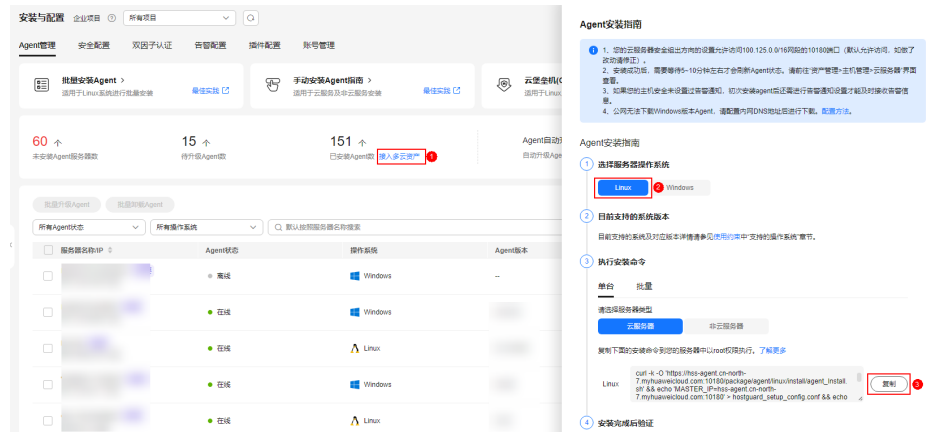 安装与配置 企业项目 所有项目
Agent管理 安全配置 双因子认证 告警配置 插件配置 账号管理
批量安装Agent >
适用于Linux系统进行批量安装
最佳实践
手动安装Agent指南 >
适用于云服务及非云服务安装
最佳实践
云堡垒机(C
适用于Linux
60 个
未安装Agent服务器数
15 个
待升级Agent数
151 个
已安装Agent数 接入多云资产 1
Agent自动升
自动升级Age
批量升级Agent 批量卸载Agent
所有Agent状态 所有操作系统 默认按照服务器名称搜索
服务器名称/IP Agent状态 操作系统 Agent版本
离线 Windows --
在线 Windows
在线 Linux
在线 Windows
在线 Linux
Agent安装指南
1、您的云服务器安全组出方向的设置允许访问100.125.0.0/16网段的10180端口（默认允许访问，如做了
改动请修正）。
2、安装成功后，需要等待5-10分钟左右才会刷新Agent状态。请前往“资产管理>主机管理>云服务器”界面
查看。
3、如果您的主机安全未设置过告警通知，初次安装agent后还需进行告警通知设置才能及时接收告警信
息。
4、公网无法下载Windows版本Agent，请配置内网DNS地址后进行下载。配置方法。
Agent安装指南
1 选择服务器操作系统
Linux 2 Windows
2 目前支持的系统版本
目前支持的系统及对应版本详情请参见使用约束中“支持的操作系统”章节。
3 执行安装命令
单台 批量
请选择服务器类型
云服务器 非云服务器
复制下面的安装命令到您的服务器中以root权限执行。了解更多
Linux
curl -k -O 'https://hss-agent.cn-north-
7.myhuaweicloud.com:10180/package/agent/linux/install/agent_Install.
sh' && echo 'MASTER_IP=hss-agent.cn-north-
7.myhuaweicloud.com:10180' > hostguard_setup_config.conf && echo
复制 3
4 安装完成后验证